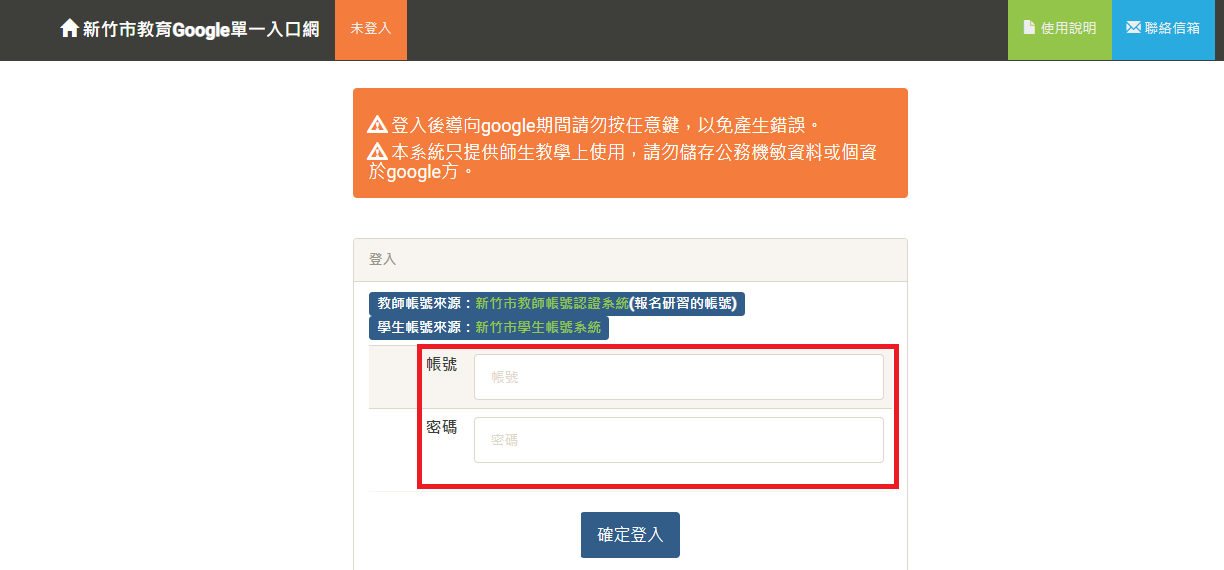 新竹市教育Google單一入口網
未登入
使用說明
聯絡信箱
登入後導向google期間請勿按任意鍵，以免產生錯誤。
本系統只提供師生教學上使用，請勿儲存公務機敏資料或個資
於google方。
登入
教師帳號來源：新竹市教師帳號認證系統(報名研習的帳號)
學生帳號來源：新竹市學生帳號系統
帳號
帳號
密碼
密碼
確定登入